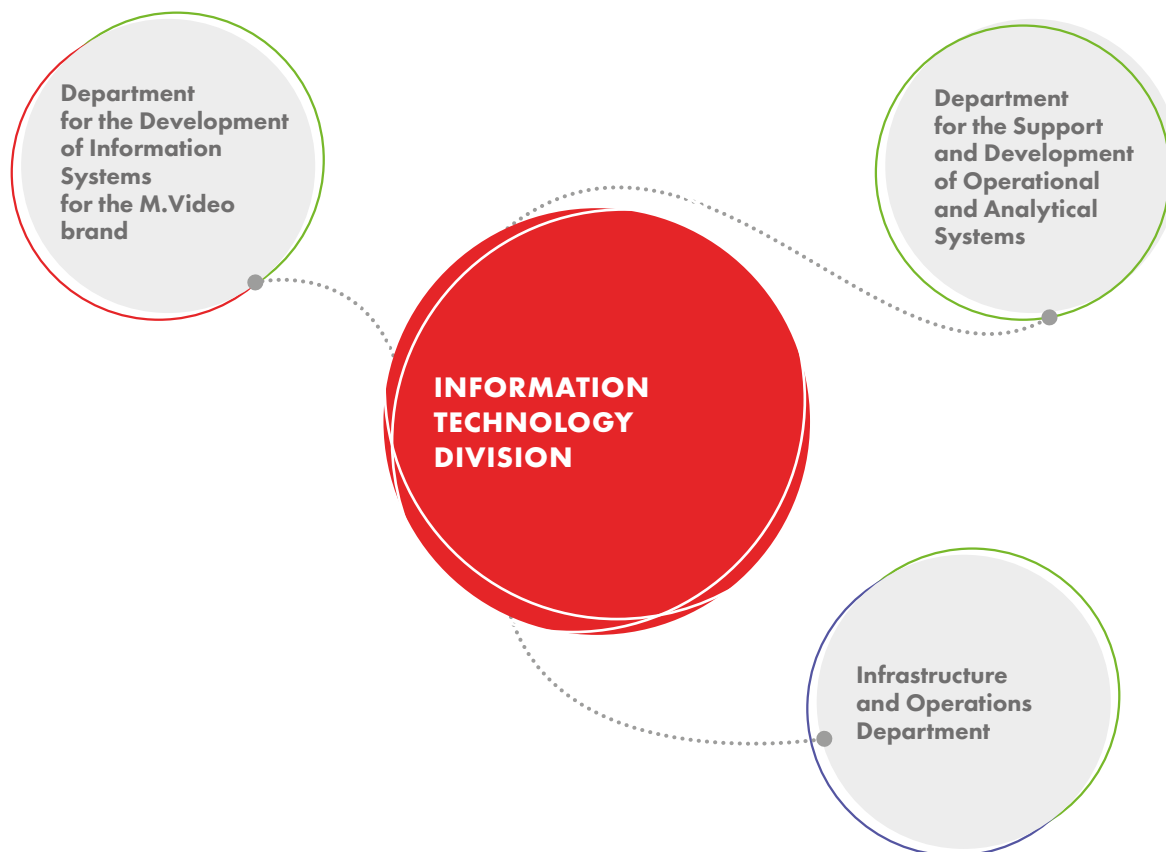 Department
for the Development
of Information
Systems
for the M.Video
brand
Department
for the Support
and Development
of Operational
and Analytical
Systems
INFORMATION
TECHNOLOGY
DIVISION
Infrastructure
and Operations
Department